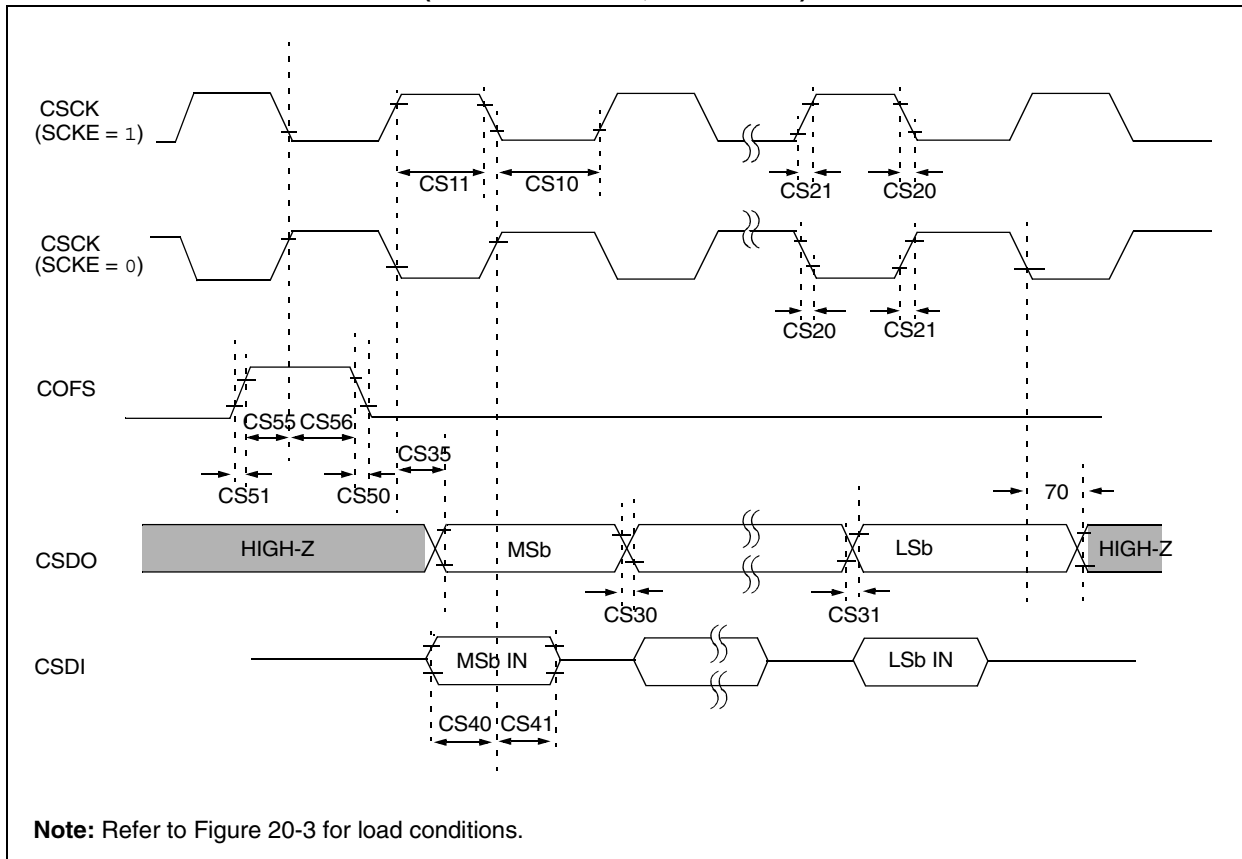 CSCK
(SCKE = 1)
CS11
CS10
CS21
CS20
CSCK
(SCKE = 0)
CS20
CS21
COFS
CS55
CS56
CS35
CS51
CS50
70
CSDO
HIGH-Z
MSb
LSb
HIGH-Z
CS30
CS31
CSDI
MSb IN
LSb IN
CS40
CS41
Note: Refer to Figure 20-3 for load conditions.